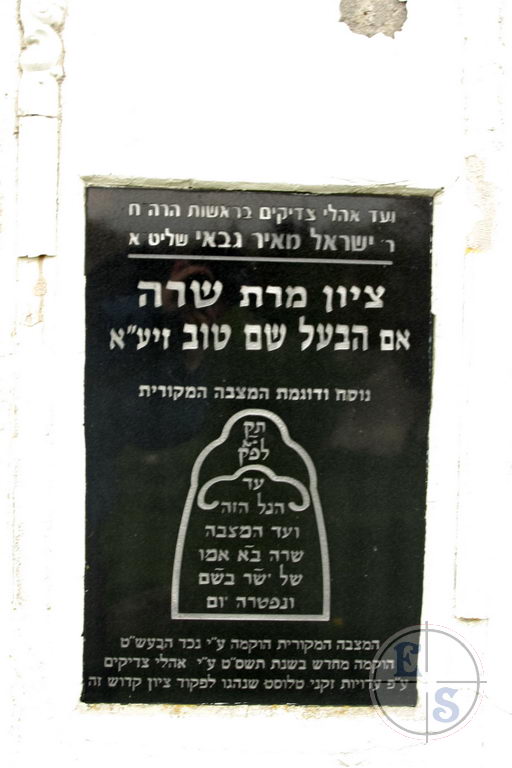 ועד אהלי צדיקים בראשות הרה״ח
ר׳ ישראל מאיר גבאי שליט״א
ציון מרת שרה
אם הבעל שם טוב זיע״א
נוסח ודוגמת המצבה המקורית
תק
לפק
עד
הגל הזה
ועד המצבה
שרה בא אמו
של ישר בשם
ונפטרה יום
המצבה המקורית הוקמה ע״י נכד הבעש״ט
הוקמה מחדש בשנת תשס״ט ע״י אהלי צדיקים
ע״פ עדויות זקני טלוסט שנהגו לפקוד ציון קדוש זה
E
S